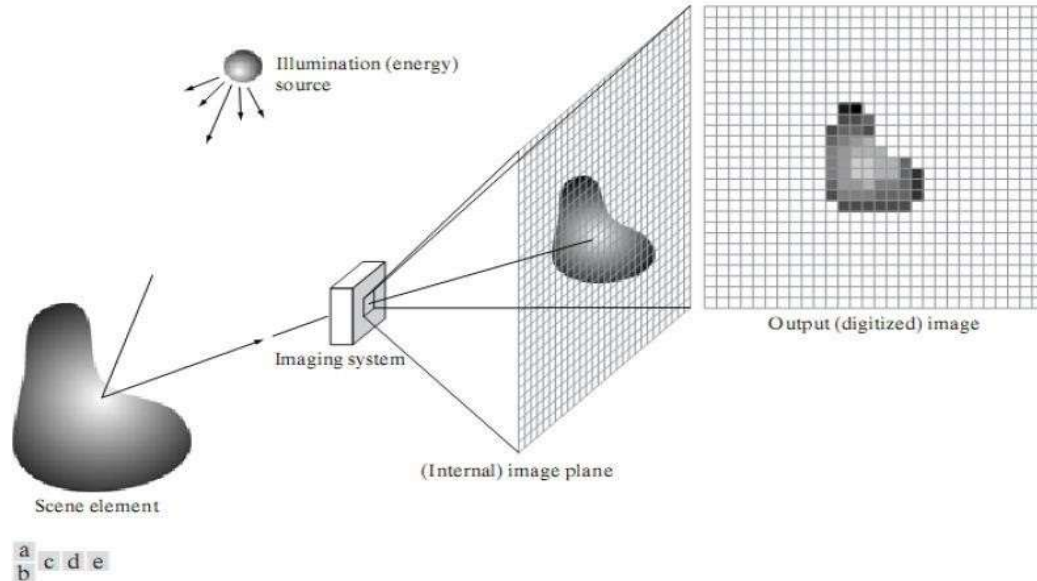 Illumination (energy)
source
Output (digitized) image
Imaging system
(Internal) image plane
Scene element
a
b c d e